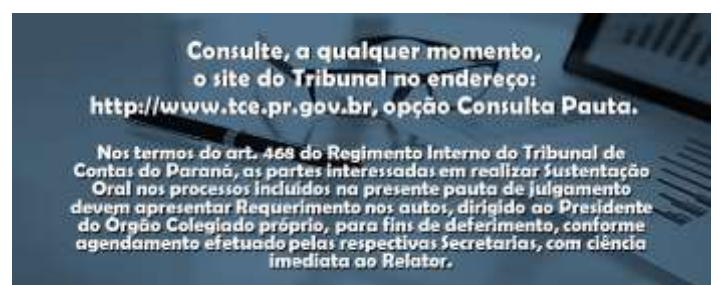 Consulte, a qualquer momento,
o site do Tribunal no endereço:
http://www.tce.pr.gov.br, opção Consulta Pauta.
Nos termos do art. 468 do Regimento Interno do Tribunal de
Contas do Paraná, as partes interessadas em realizar Sustentação
Oral nos processos incluídos na presente pauta de julgamento
devem apresentar Requerimento nos autos, dirigido ao Presidente
do Órgão Colegiado próprio, para fins de deferimento, conforme
agendamento efetuado pelas respectivas Secretarias, com ciência
imediata ao Relator.